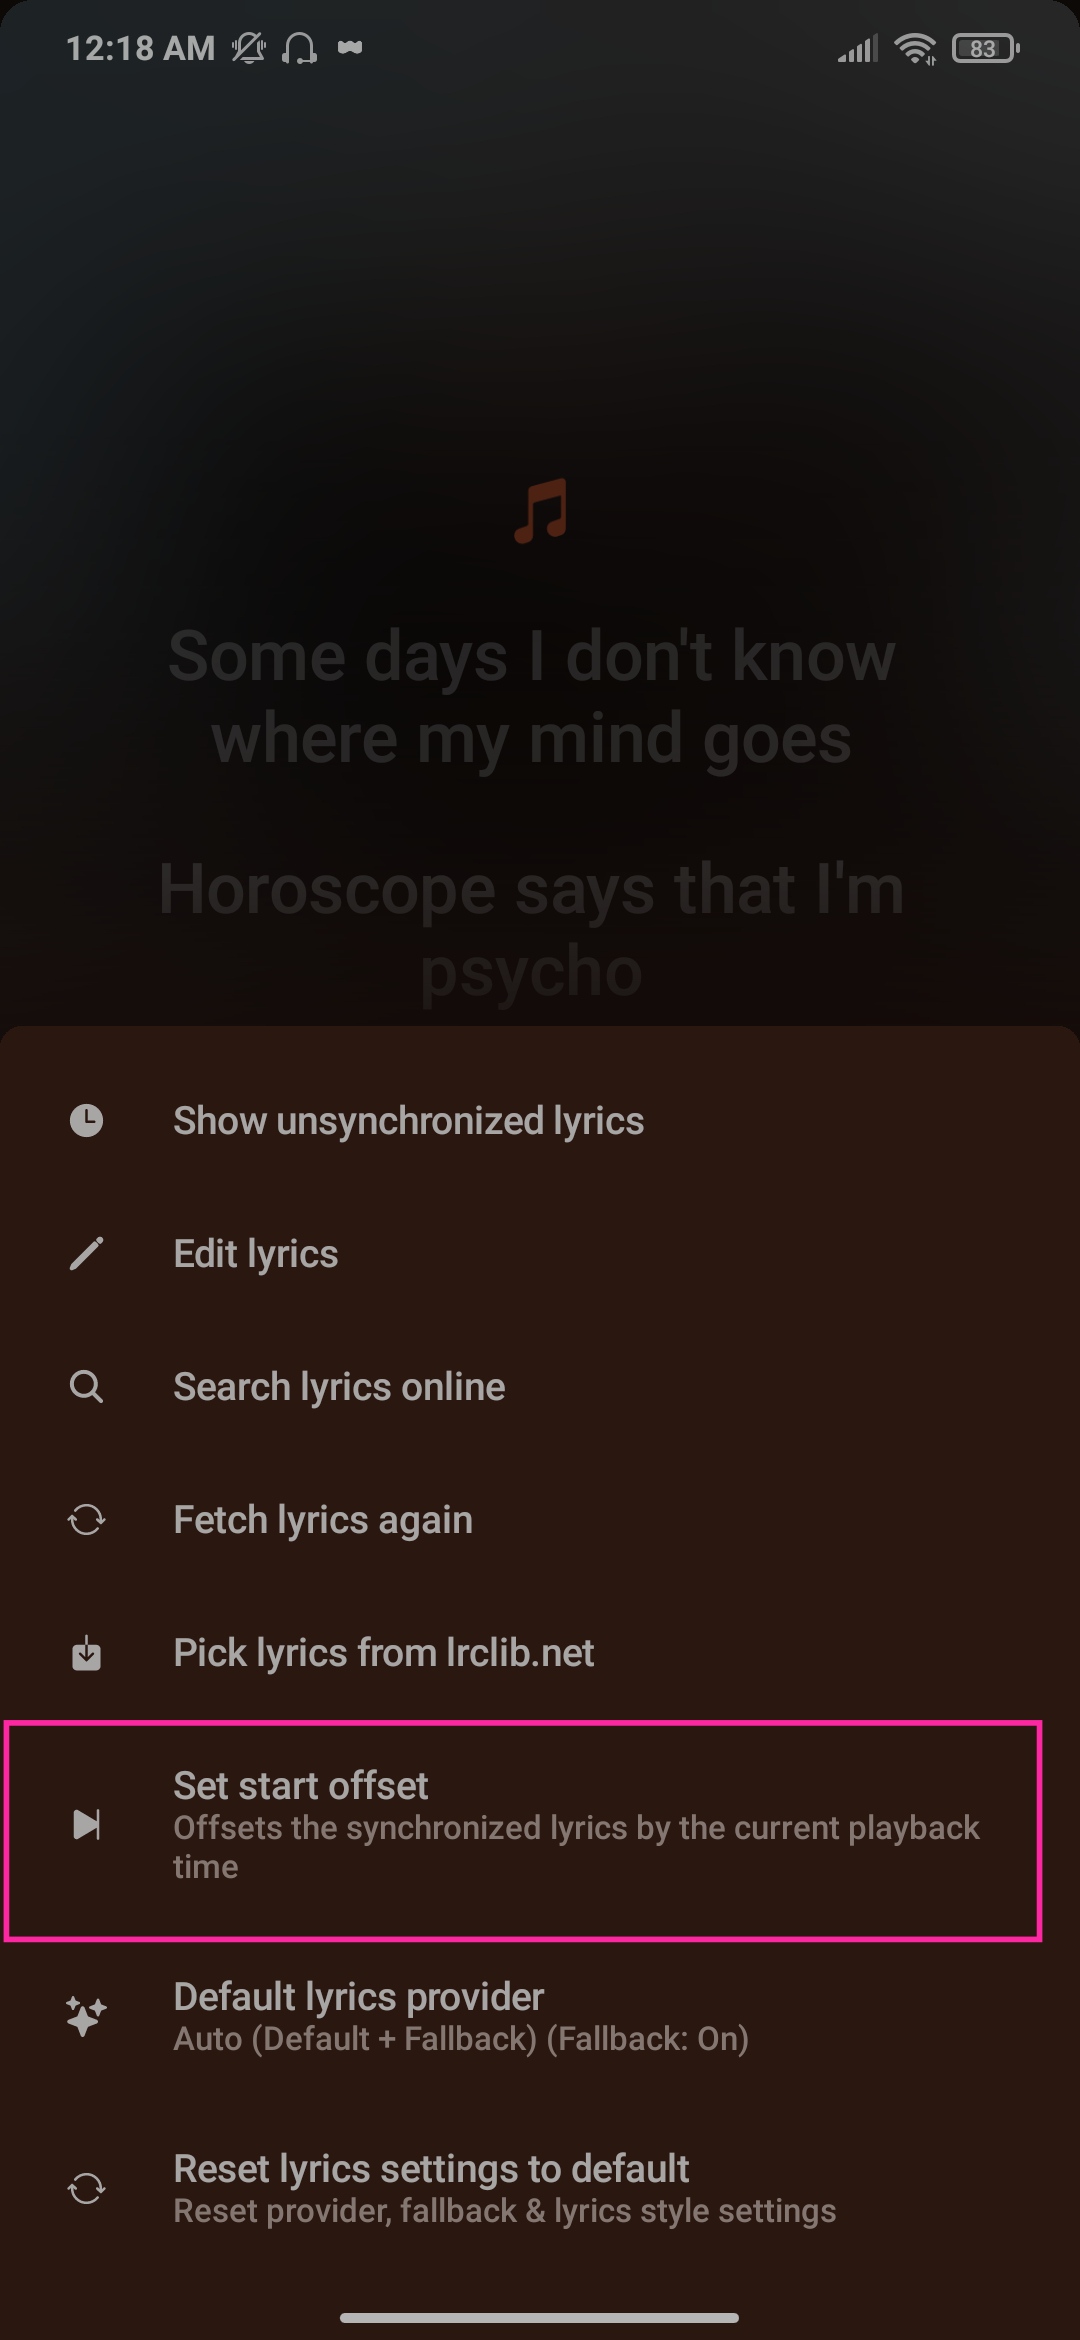 12:18 AM
83
Some days I don't know
where my mind goes
Horoscope says that I'm
psycho
Show unsynchronized lyrics
Edit lyrics
Search lyrics online
Fetch lyrics again
Pick lyrics from lrclib.net
Set start offset
Offsets the synchronized lyrics by the current playback
time
Default lyrics provider
Auto (Default + Fallback) (Fallback: On)
Reset lyrics settings to default
Reset provider, fallback & lyrics style settings